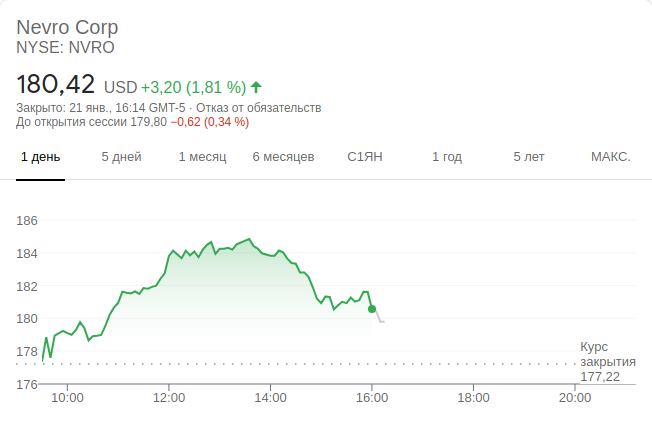 Nevro Corp
NYSE: NVRO
180,42 USD +3,20 (1,81 %)
Закрыто: 21 янв., 16:14 GMT-5 · Отказ от обязательств
До открытия сессии 179,80 −0,62 (0,34 %)
1 день 5 дней 1 месяц 6 месяцев С1ЯН 1 год 5 лет МАКС.
186
184
182
180
178
176
Курс
закрытия
177,22
10:00 12:00 14:00 16:00 18:00 20:00